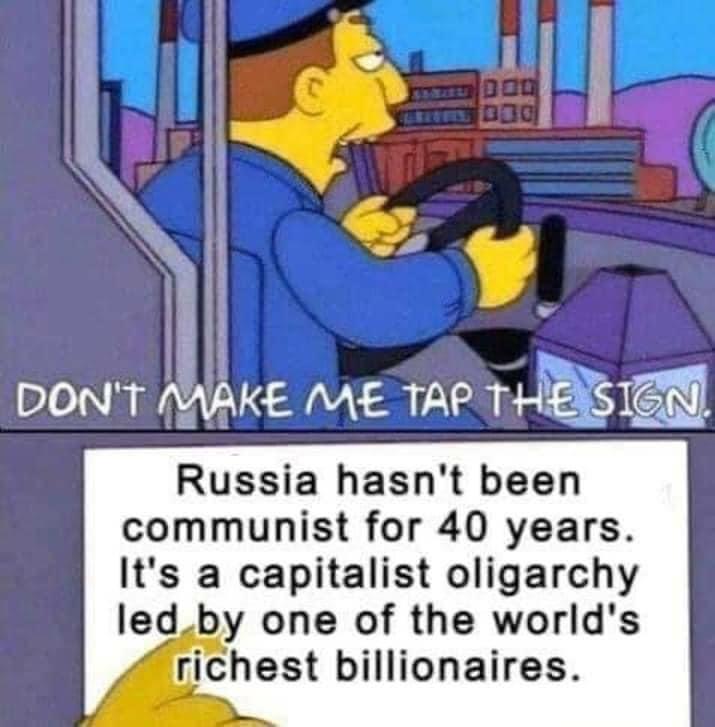 DON'T MAKE ME TAP THE SIGN.
Russia hasn't been
communist for 40 years.
It's a capitalist oligarchy
led by one of the world's
richest billionaires.